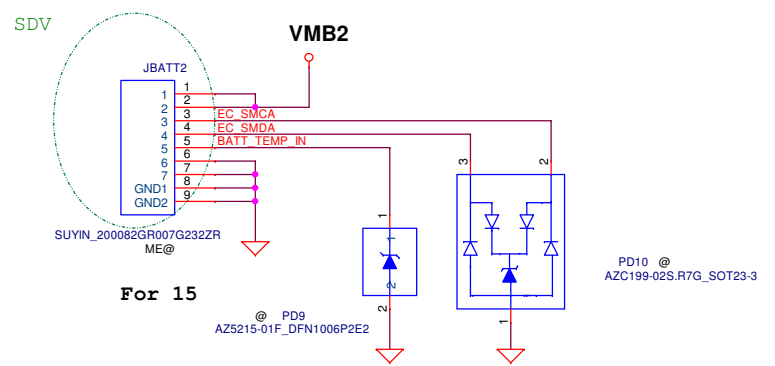 SDV
VMB2
JBATT2
1
2
3
4
5
6
7
8
9
1
2
3
4
5
6
7
GND1
GND2
EC_SMCA
EC_SMDA
BATT_TEMP_IN
SUYIN_200082GR007G232ZR
ME@
For 15
1
1
2
2
@ PD9
AZ5215-01F_DFN1006P2E2
3
2
1
PD10 @
AZC199-02S.R7G_SOT23-3